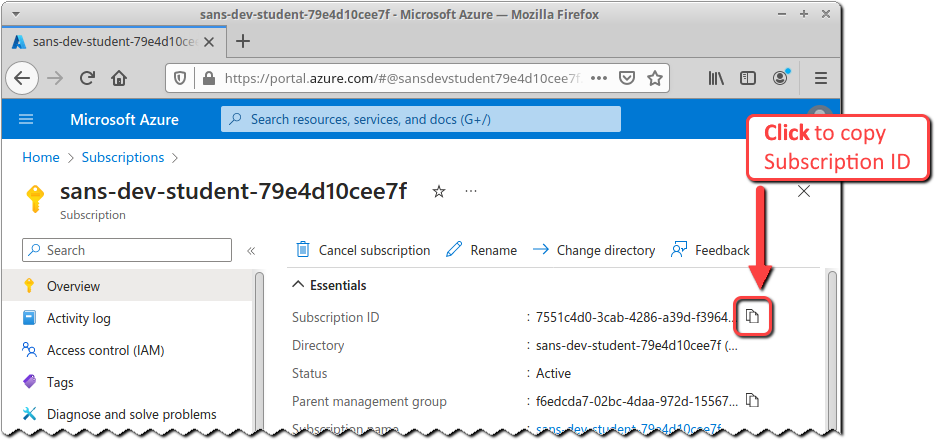 sans-dev-student-79e4d10cee7f - Microsoft Azure — Mozilla Firefox
sans-dev-student-79e4d10cee
https://portal.azure.com/#@sansdevstudent79e4d10cee7f
Microsoft Azure
Search resources, services, and docs (G+/)
Click to copy
Subscription ID
Home > Subscriptions >
sans-dev-student-79e4d10cee7f
Subscription
Search
Cancel subscription
Rename
Change directory
Feedback
Overview
Activity log
Access control (IAM)
Tags
Diagnose and solve problems
Essentials
Subscription ID : 7551c4d0-3cab-4286-a39d-f3964...
Directory : sans-dev-student-79e4d10cee7f (...
Status : Active
Parent management group : f6edcda7-02bc-4daa-972d-15567...
Subscription name : sans-dev-student-79e4d10cee7f